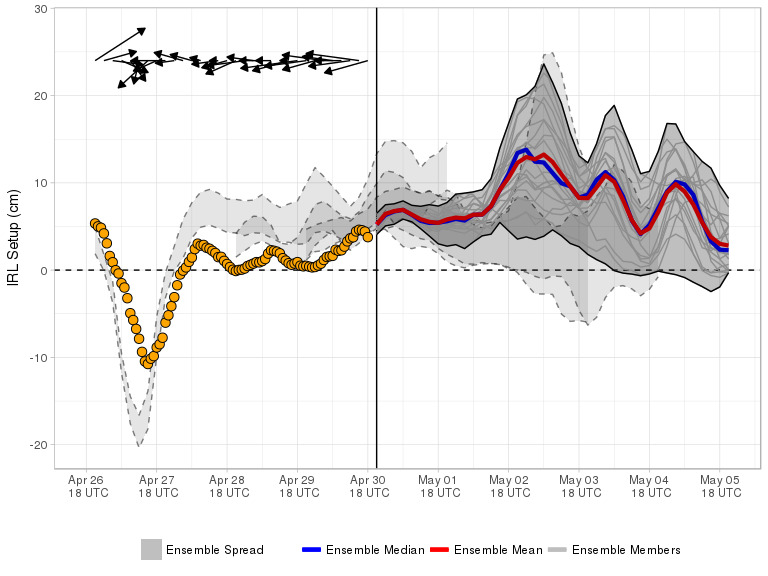 IRL Setup (cm)
30
20
10
0
-10
-20
Apr 26 Apr 27 Apr 28 Apr 29 Apr 30 May 01 May 02 May 03 May 04 May 05
18 UTC 18 UTC 18 UTC 18 UTC 18 UTC 18 UTC 18 UTC 18 UTC 18 UTC 18 UTC
Ensemble Spread Ensemble Median Ensemble Mean Ensemble Members